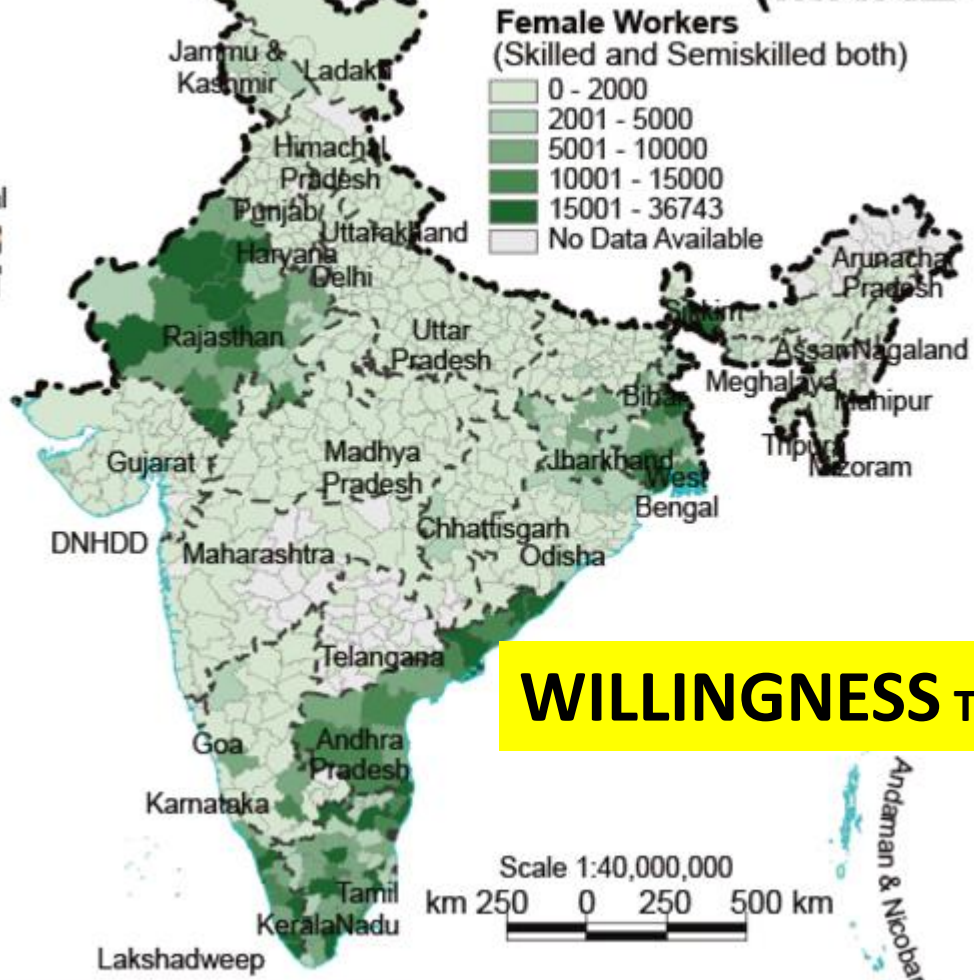 Female Workers
(Skilled and Semiskilled both)
0 - 2000
2001 - 5000
5001 - 10000
10001 - 15000
15001 - 36743
No Data Available
Jammu &
Kashmir
Ladakh
Himachal
Pradesh
Punjab
Uttarakhand
Haryana
Delhi
Arunachal
Pradesh
Sikkim
Rajasthan
Uttar
Pradesh
Assam
Nagaland
Meghalaya
Bihar
Manipur
Tripura
Mizoram
Gujarat
Madhya
Pradesh
Jharkhand
West
Bengal
DNHDD
Maharashtra
Chhattisgarh
Odisha
Telangana
WILLINGNESS T
Goa
Andhra
Pradesh
Karnataka
Andaman & Nicobar
Scale 1:40,000,000
km 250 0 250 500 km
Tamil
Nadu
Kerala
Lakshadweep